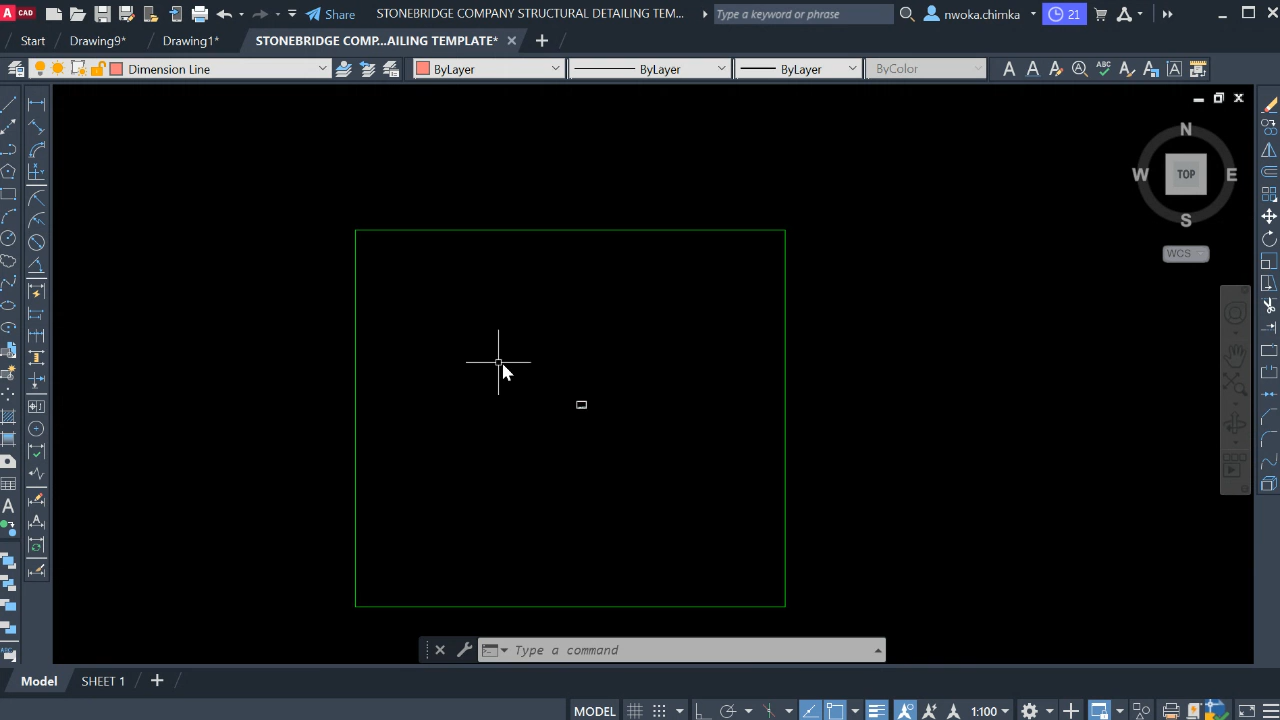 CAD
Share
STONEBRIDGE COMPANY STRUCTURAL DETAILING TEM...
Type a keyword or phrase
nwoka.chimka
21
Start
Drawing9*
Drawing1*
STONEBRIDGE COMP...AILING TEMPLATE*
Dimension Line
ByLayer
ByLayer
ByLayer
ByColor
N
W
TOP
E
S
WCS
Type a command
Model
SHEET 1
MODEL
1:100